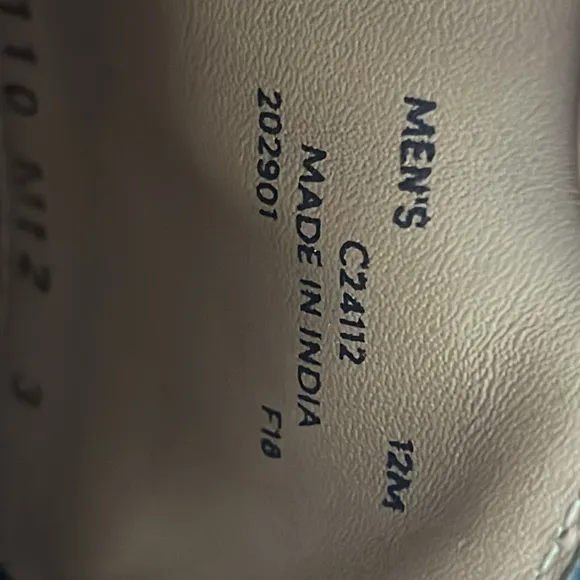 MEN'S 12M
C24112
MADE IN INDIA
202901 F18